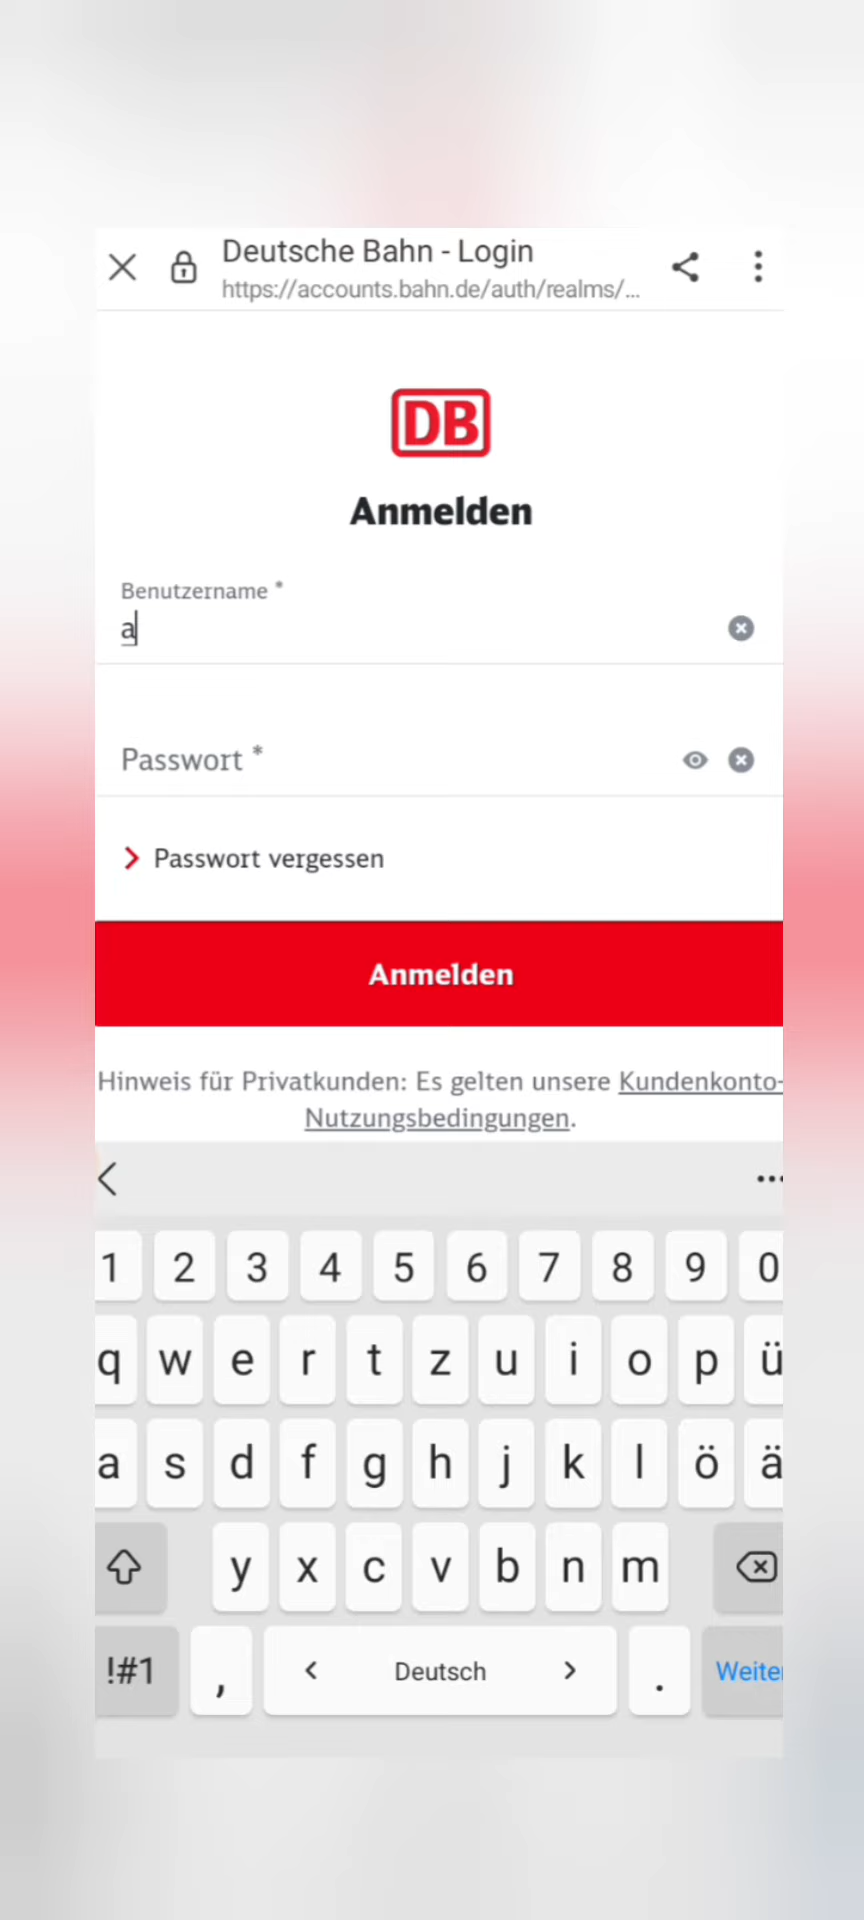 Deutsche Bahn - Login
https://accounts.bahn.de/auth/realms/...
DB
Anmelden
Benutzername *
a
Passwort *
Passwort vergessen
Anmelden
Hinweis für Privatkunden: Es gelten unsere Kundenkonto-
Nutzungsbedingungen.
1 2 3 4 5 6 7 8 9 0
q w e r t z u i o p ü
a s d f g h j k l ö ä
y x c v b n m
!#1 , < Deutsch > . Weiter